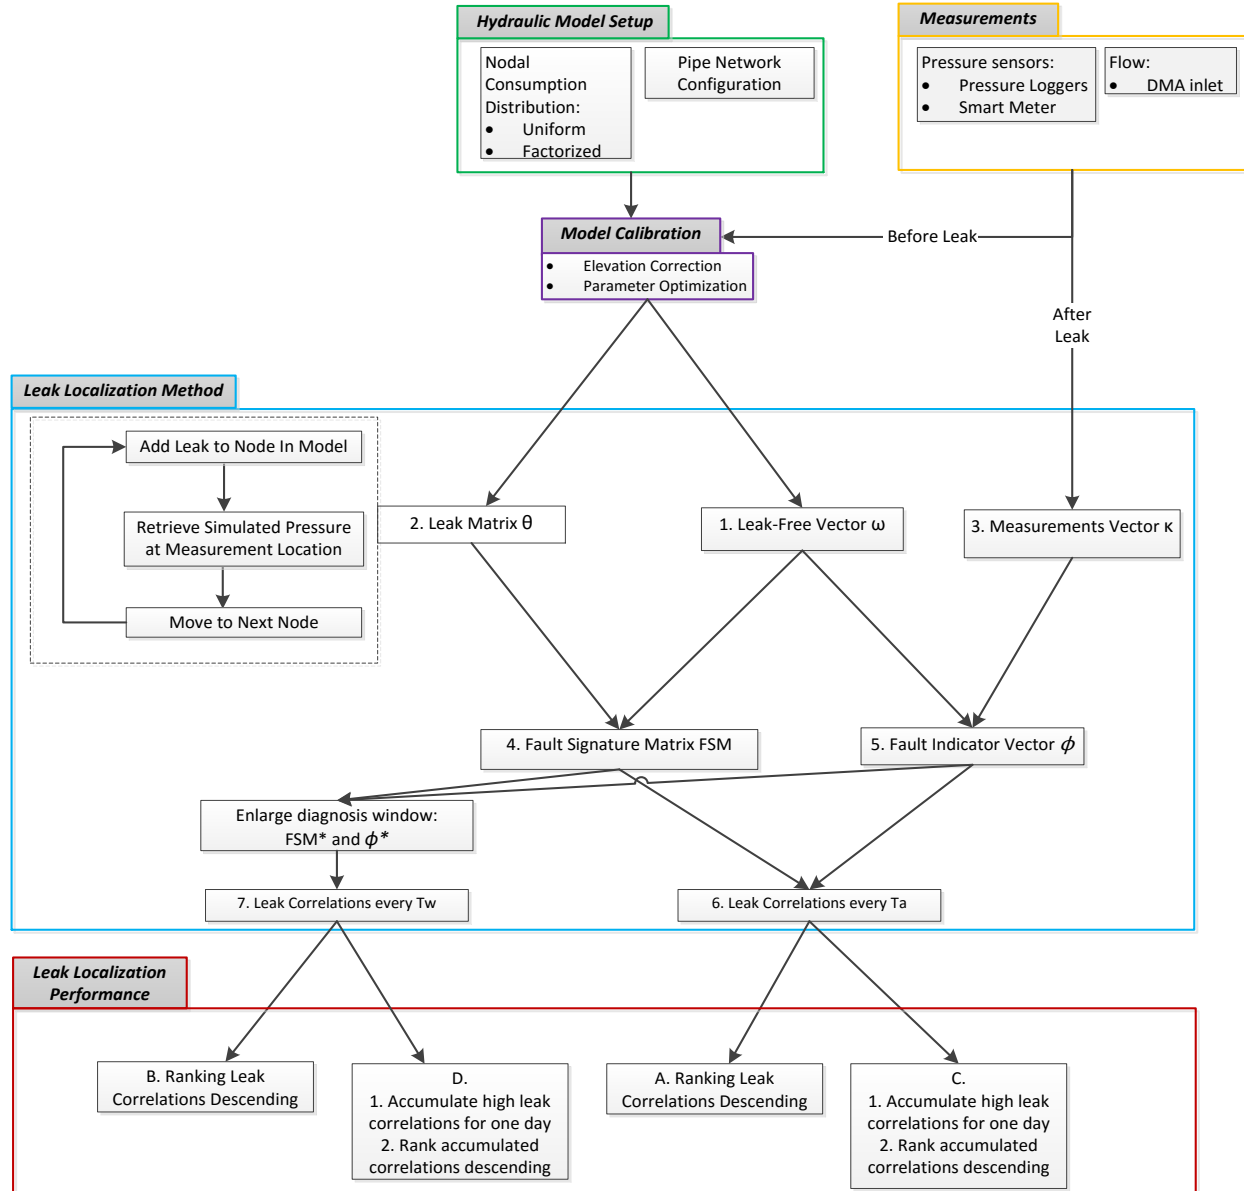 Hydraulic Model Setup
Nodal
Consumption
Distribution:
• Uniform
• Factorized
Pipe Network
Configuration
Measurements
Pressure sensors:
• Pressure Loggers
• Smart Meter
Flow:
• DMA inlet
Model Calibration
• Elevation Correction
• Parameter Optimization
Before Leak
After
Leak
Leak Localization Method
Add Leak to Node In Model
Retrieve Simulated Pressure
at Measurement Location
Move to Next Node
2. Leak Matrix θ
1. Leak-Free Vector ω
3. Measurements Vector κ
4. Fault Signature Matrix FSM
5. Fault Indicator Vector ϕ
Enlarge diagnosis window:
FSM* and ϕ*
7. Leak Correlations every Tw
6. Leak Correlations every Ta
Leak Localization
Performance
B. Ranking Leak
Correlations Descending
D.
1. Accumulate high leak
correlations for one day
2. Rank accumulated
correlations descending
A. Ranking Leak
Correlations Descending
C.
1. Accumulate high leak
correlations for one day
2. Rank accumulated
correlations descending